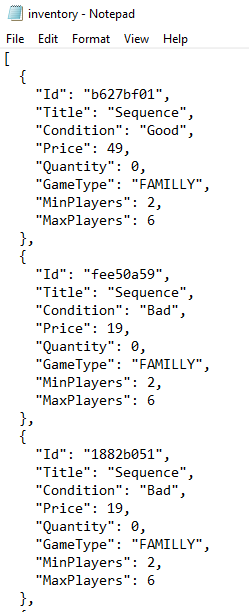 inventory - Notepad
File Edit Format View Help
[
  {
    "Id": "b627bf01",
    "Title": "Sequence",
    "Condition": "Good",
    "Price": 49,
    "Quantity": 0,
    "GameType": "FAMILLY",
    "MinPlayers": 2,
    "MaxPlayers": 6
  },
  {
    "Id": "fee50a59",
    "Title": "Sequence",
    "Condition": "Bad",
    "Price": 19,
    "Quantity": 0,
    "GameType": "FAMILLY",
    "MinPlayers": 2,
    "MaxPlayers": 6
  },
  {
    "Id": "1882b051",
    "Title": "Sequence",
    "Condition": "Bad",
    "Price": 19,
    "Quantity": 0,
    "GameType": "FAMILLY",
    "MinPlayers": 2,
    "MaxPlayers": 6
  },